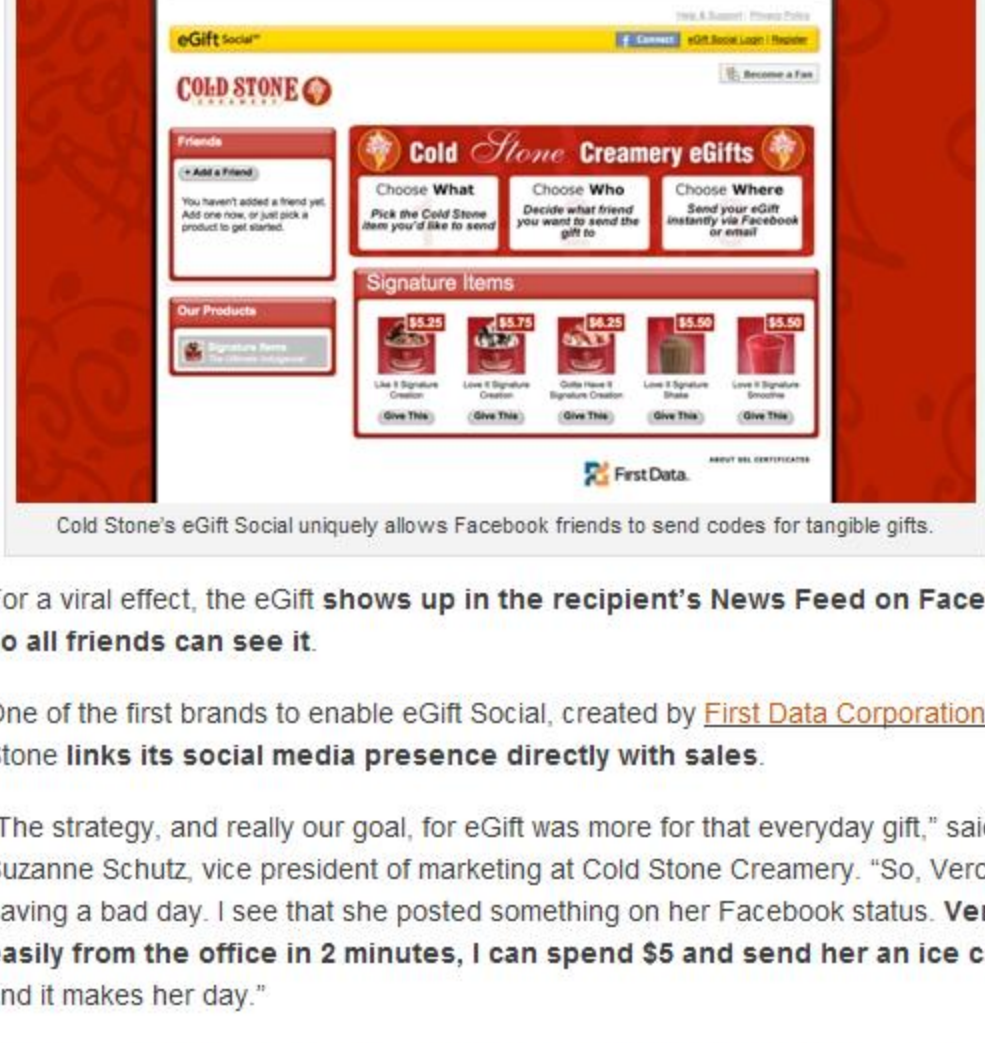 Help & Support | Privacy Policy
eGift Social℠
f Connect eGift Social Login | Register
COLD STONE
CREAMERY
Become a Fan
Friends
+ Add a Friend
You haven't added a friend yet.
Add one now, or just pick a
product to get started.
Cold Stone Creamery eGifts
Choose What
Pick the Cold Stone
item you'd like to send
Choose Who
Decide what friend
you want to send the
gift to
Choose Where
Send your eGift
instantly via Facebook
or email
Our Products
Signature Items
The Ultimate Indulgence!
Signature Items
$5.25 $5.75 $6.25 $5.50 $5.50
Like It Signature
Creation
Love It Signature
Creation
Gotta Have It
Signature Creation
Love It Signature
Shake
Love It Signature
Smoothie
Give This Give This Give This Give This Give This
First Data.
ABOUT SSL CERTIFICATES
Cold Stone's eGift Social uniquely allows Facebook friends to send codes for tangible gifts.
or a viral effect, the eGift shows up in the recipient's News Feed on Face
o all friends can see it.
One of the first brands to enable eGift Social, created by First Data Corporation
tone links its social media presence directly with sales.
The strategy, and really our goal, for eGift was more for that everyday gift,” sai
Suzanne Schutz, vice president of marketing at Cold Stone Creamery. “So, Vero
aving a bad day. I see that she posted something on her Facebook status. Ver
asily from the office in 2 minutes, I can spend $5 and send her an ice c
nd it makes her day.”